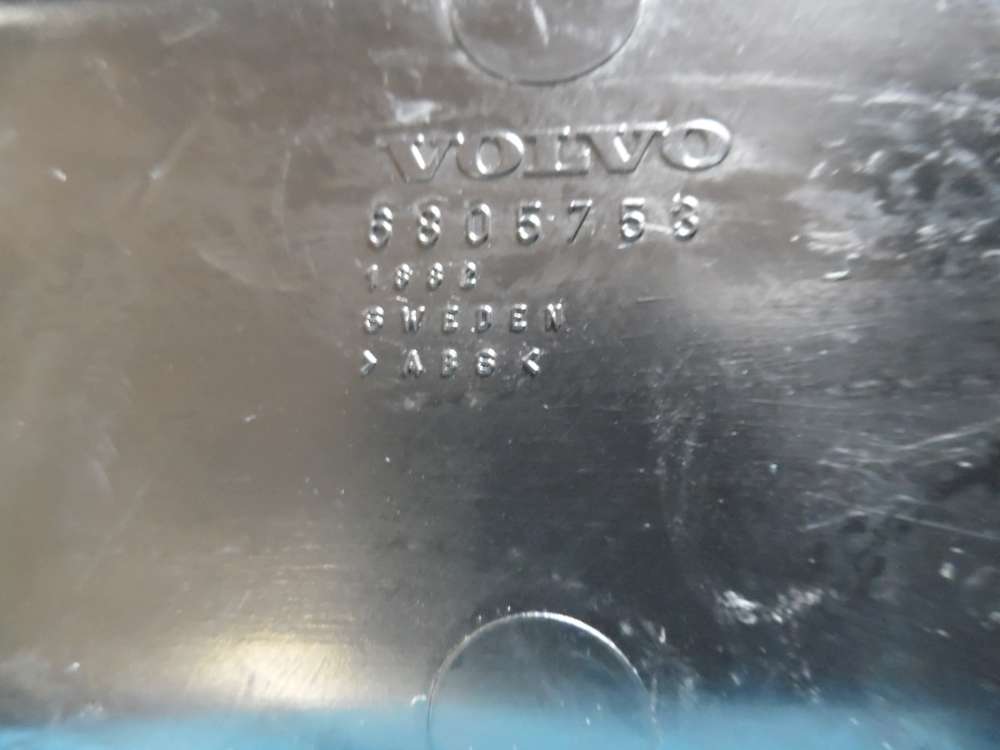 VOLVO
6805753
SWEDEN
>ABS<